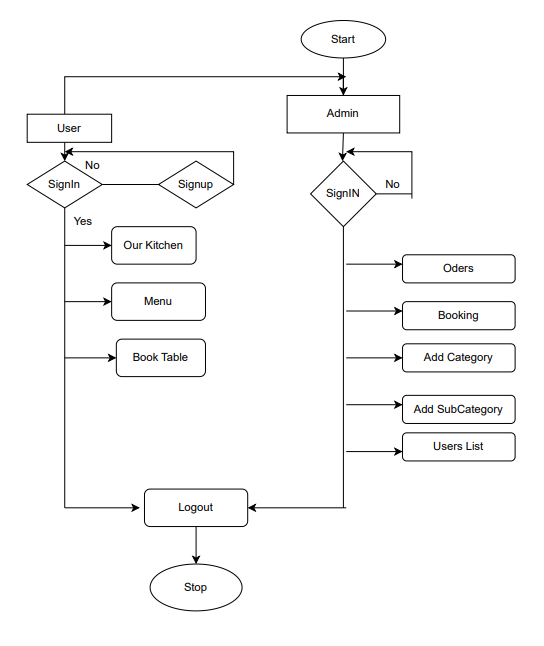 Start
Admin
User
No
SignIn
Signup
SignIN
No
Yes
Our Kitchen
Oders
Menu
Booking
Book Table
Add Category
Add SubCategory
Users List
Logout
Stop